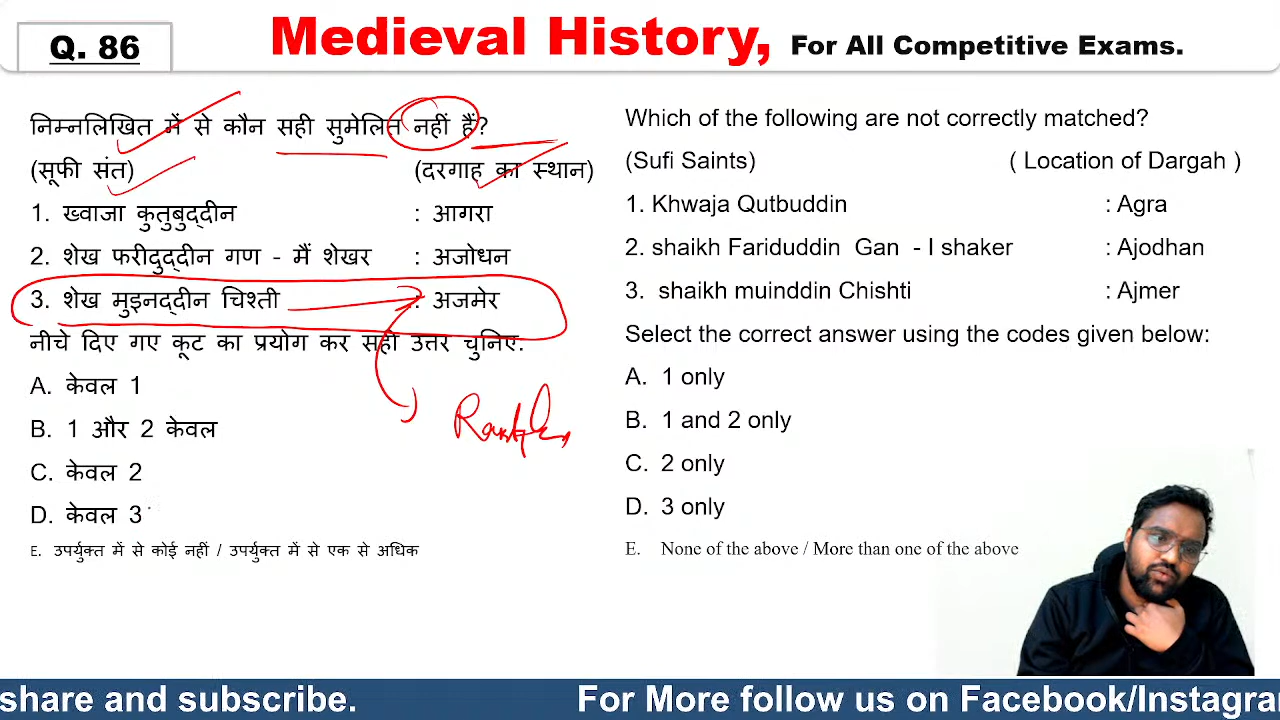 Q. 86
Medieval History, For All Competitive Exams.
निम्नलिखित में से कौन सही सुमेलित नहीं हैं?
(सूफी संत) (दरगाह का स्थान)
1. ख्वाजा कुतुबुद्दीन : आगरा
2. शेख फरीदुद्दीन गण - मैं शेखर : अजोधन
3. शेख मुइनद्दीन चिश्ती : अजमेर
नीचे दिए गए कूट का प्रयोग कर सही उत्तर चुनिए:
A. केवल 1
B. 1 और 2 केवल
C. केवल 2
D. केवल 3
E. उपर्युक्त में से कोई नहीं / उपर्युक्त में से एक से अधिक
Which of the following are not correctly matched?
(Sufi Saints) ( Location of Dargah )
1. Khwaja Qutbuddin : Agra
2. shaikh Fariduddin Gan - I shaker : Ajodhan
3. shaikh muinddin Chishti : Ajmer
Select the correct answer using the codes given below:
A. 1 only
B. 1 and 2 only
C. 2 only
D. 3 only
E. None of the above / More than one of the above
share and subscribe. For More follow us on Facebook/Instagra